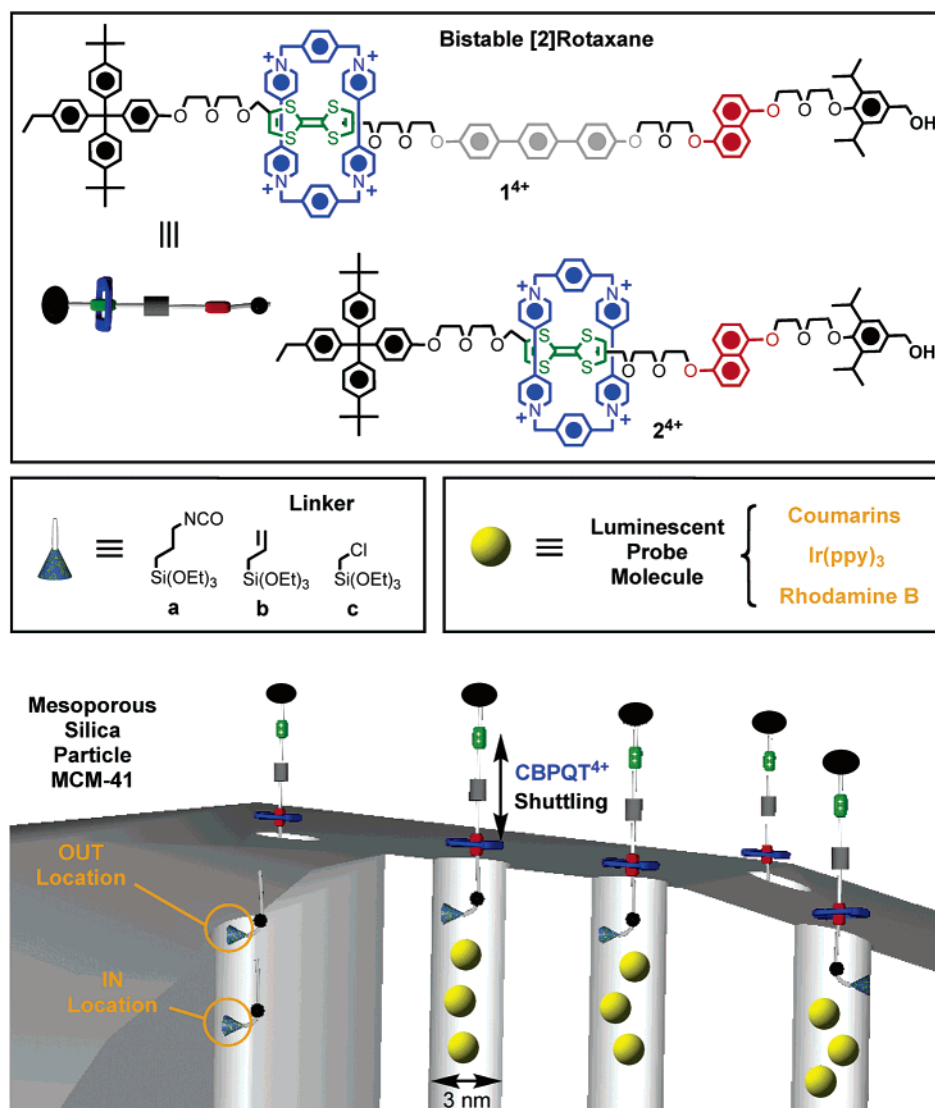 Bistable [2]Rotaxane
N+ +N
O O O O S S
S S O O O O O O O O O O O O OH
N+ +N
1⁴⁺
N+ +N
O O O O S S
S S O O O O O O O O OH
N+ +N
2⁴⁺
Linker
NCO
Cl
Si(OEt)₃ Si(OEt)₃ Si(OEt)₃
a b c
Luminescent
Probe
Molecule
Coumarins
Ir(ppy)₃
Rhodamine B
Mesoporous
Silica
Particle
MCM-41
CBPQT⁴⁺
Shuttling
OUT
Location
IN
Location
3 nm